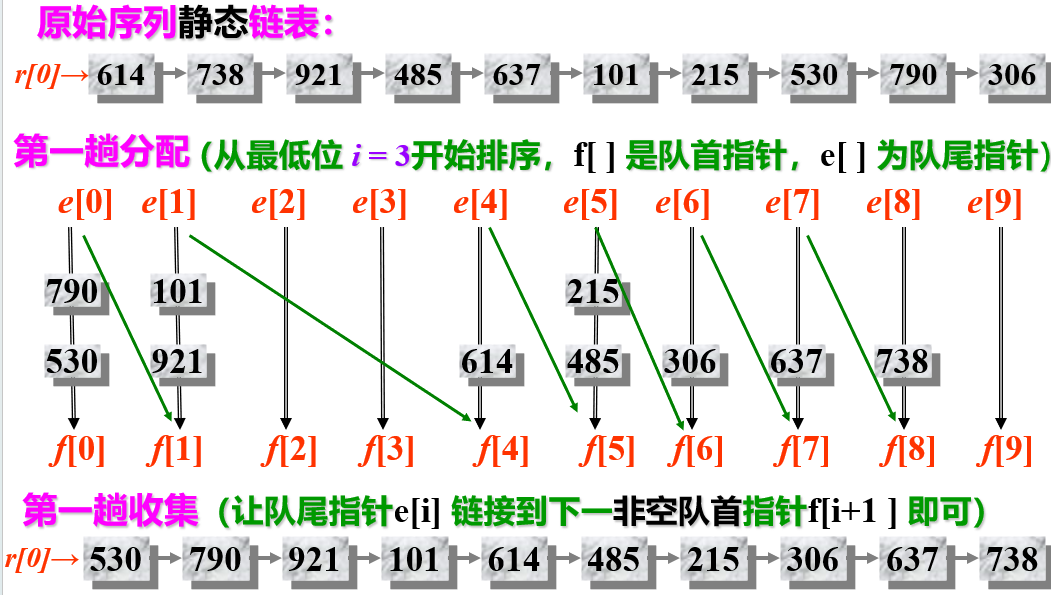 原始序列静态链表：
r[0]→ 614 738 921 485 637 101 215 530 790 306
第一趟分配 (从最低位 i = 3开始排序，f[ ] 是队首指针，e[ ] 为队尾指针)
e[0] e[1] e[2] e[3] e[4] e[5] e[6] e[7] e[8] e[9]
790 101 215
530 921 614 485 306 637 738
f[0] f[1] f[2] f[3] f[4] f[5] f[6] f[7] f[8] f[9]
第一趟收集（让队尾指针e[i] 链接到下一非空队首指针f[i+1 ] 即可）
r[0]→ 530 790 921 101 614 485 215 306 637 738